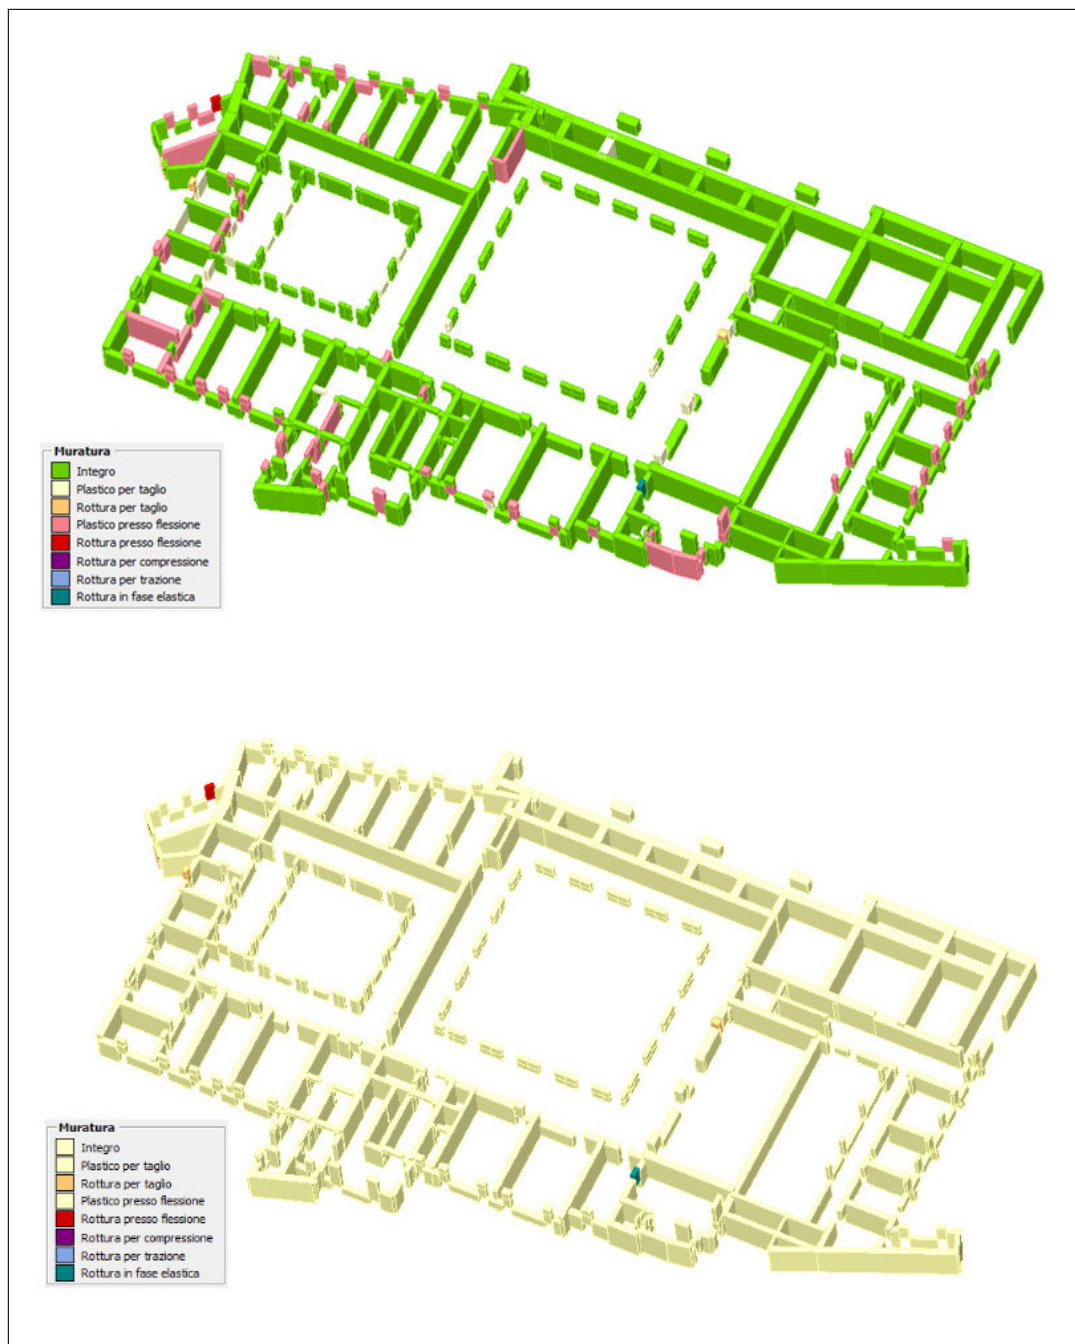 Muratura
Integro
Plastico per taglio
Rottura per taglio
Plastico presso flessione
Rottura presso flessione
Rottura per compressione
Rottura per trazione
Rottura in fase elastica
Muratura
Integro
Plastico per taglio
Rottura per taglio
Plastico presso flessione
Rottura presso flessione
Rottura per compressione
Rottura per trazione
Rottura in fase elastica